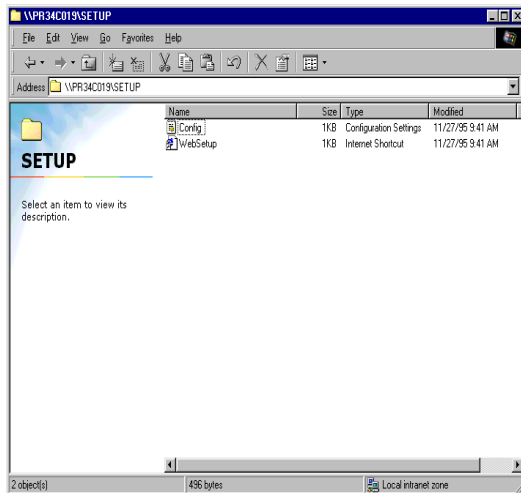 \\PR34C019\SETUP
File Edit View Go Favorites Help
Address \\PR34C019\SETUP
Name Size Type Modified
Config 1KB Configuration Settings 11/27/95 9:41 AM
WebSetup 1KB Internet Shortcut 11/27/95 9:41 AM
SETUP
Select an item to view its
description.
2 object(s) 496 bytes Local intranet zone